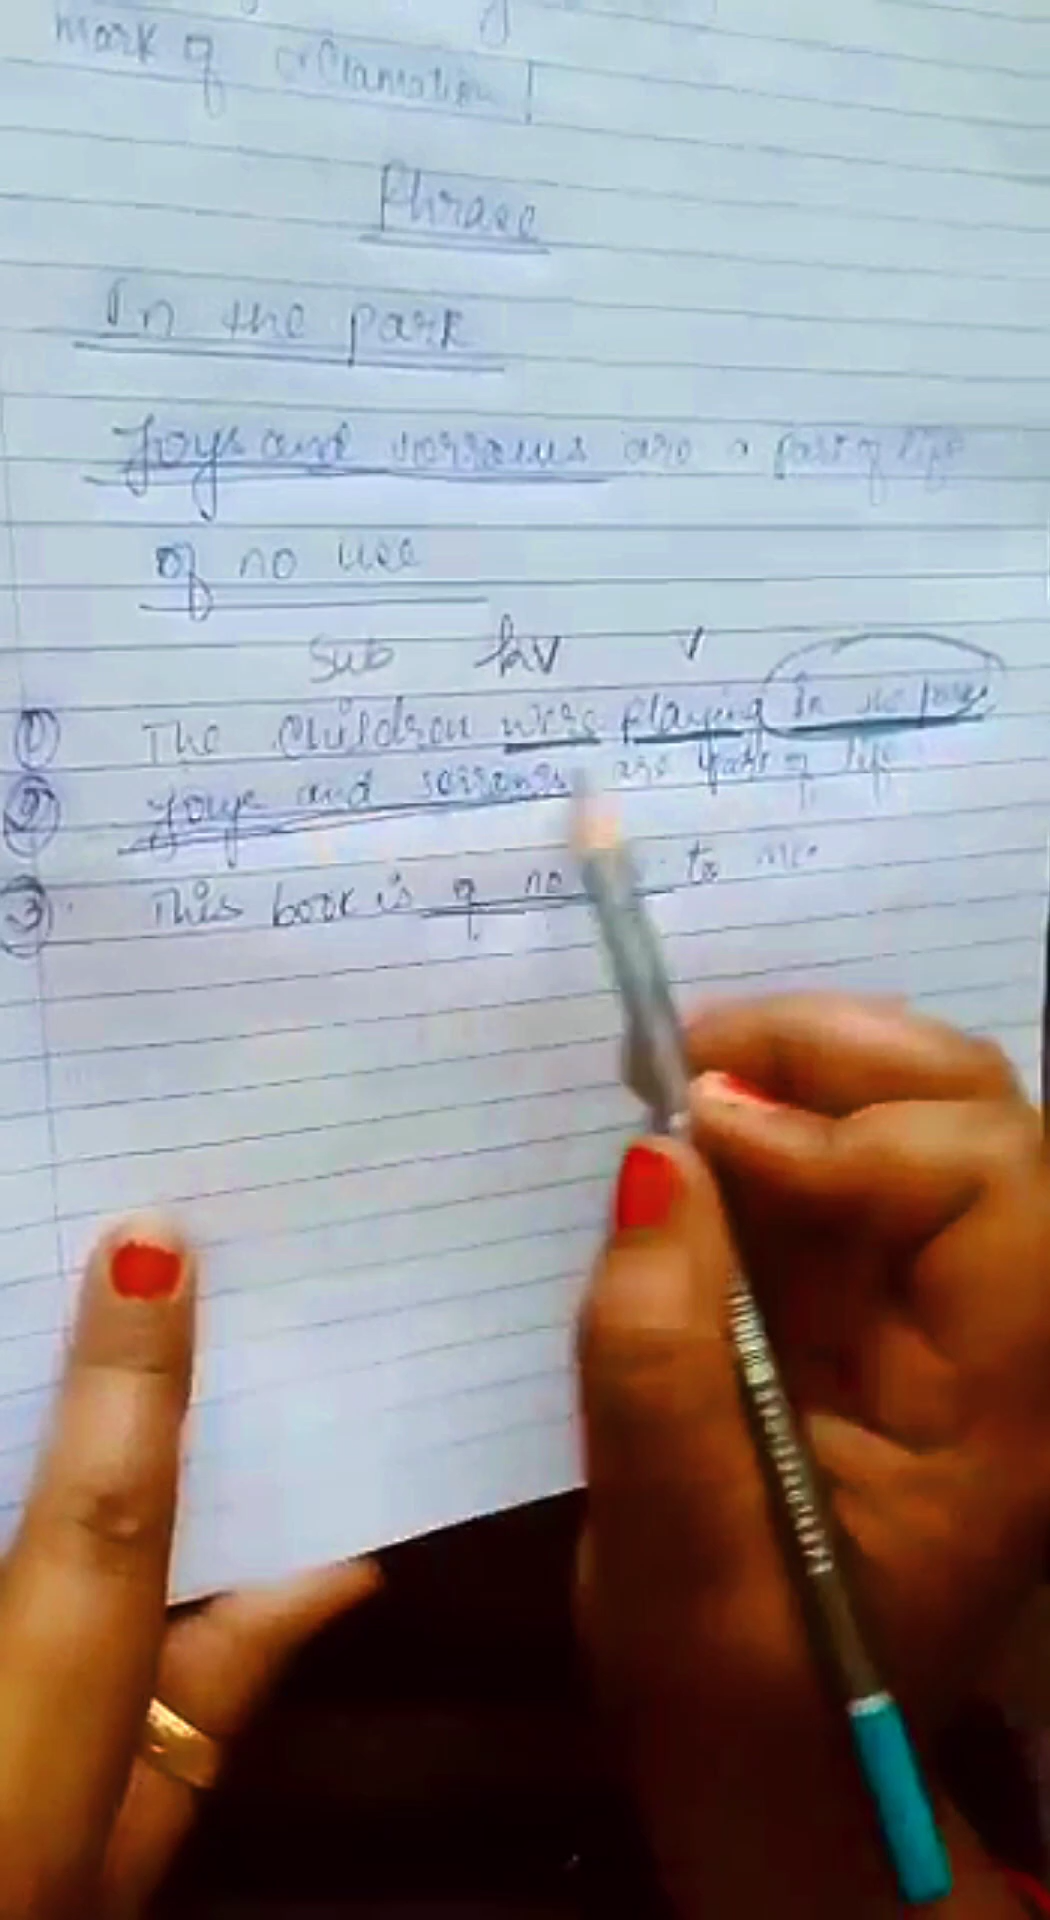 mark of exclamation !
Phrase
In the park
Joys and sorrows are a part of life
of no use
Sub hv v
① The Children were playing in the park
② Joys and sorrows are part of life
③ This book is of no to me